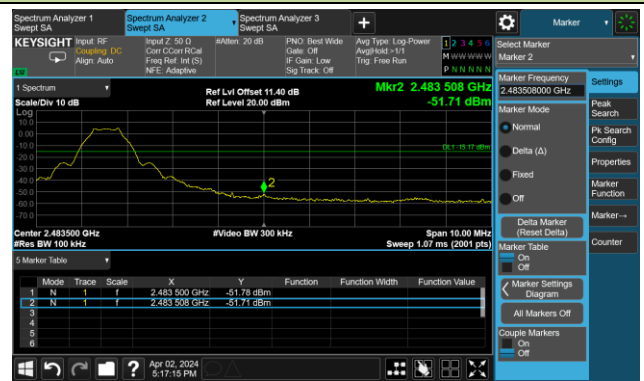 Spectrum Analyzer 1
Swept SA
Spectrum Analyzer 2
Swept SA
Spectrum Analyzer 3
Swept SA
+
Marker
KEYSIGHT
Input: RF
Coupling: DC
Align: Auto
Input Z: 50 Ω
Corr CCorr RCal
Freq Ref: Int (S)
NFE: Adaptive
#Atten: 20 dB
PNO: Best Wide
Gate: Off
IF Gain: Low
Sig Track: Off
Avg Type: Log-Power
Avg|Hold:>1/1
Trig: Free Run
1 2 3 4 5 6
M W W W W W
P N N N N N
LW
Select Marker
Marker 2
1 Spectrum
Scale/Div 10 dB
Log
Ref Lvl Offset 11.40 dB
Ref Level 20.00 dBm
Mkr2 2.483 508 GHz
-51.71 dBm
10.0
0.00
-10.0
-20.0
-30.0
-40.0
-50.0
-60.0
-70.0
DL1 -15.17 dBm
2
Center 2.483500 GHz
#Res BW 100 kHz
#Video BW 300 kHz
Span 10.00 MHz
Sweep 1.07 ms (2001 pts)
5 Marker Table
Mode Trace Scale X Y Function Function Width Function Value
1 N 1 f 2.483 500 GHz -51.78 dBm
2 N 1 f 2.483 508 GHz -51.71 dBm
3
4
5
6
Marker Frequency
2.483508000 GHz
Marker Mode
Normal
Delta (Δ)
Fixed
Off
Delta Marker
(Reset Delta)
Marker Table
On
Off
Marker Settings
Diagram
All Markers Off
Couple Markers
On
Off
Settings
Peak
Search
Pk Search
Config
Properties
Marker
Function
Marker→
Counter
?
Apr 02, 2024
5:17:15 PM